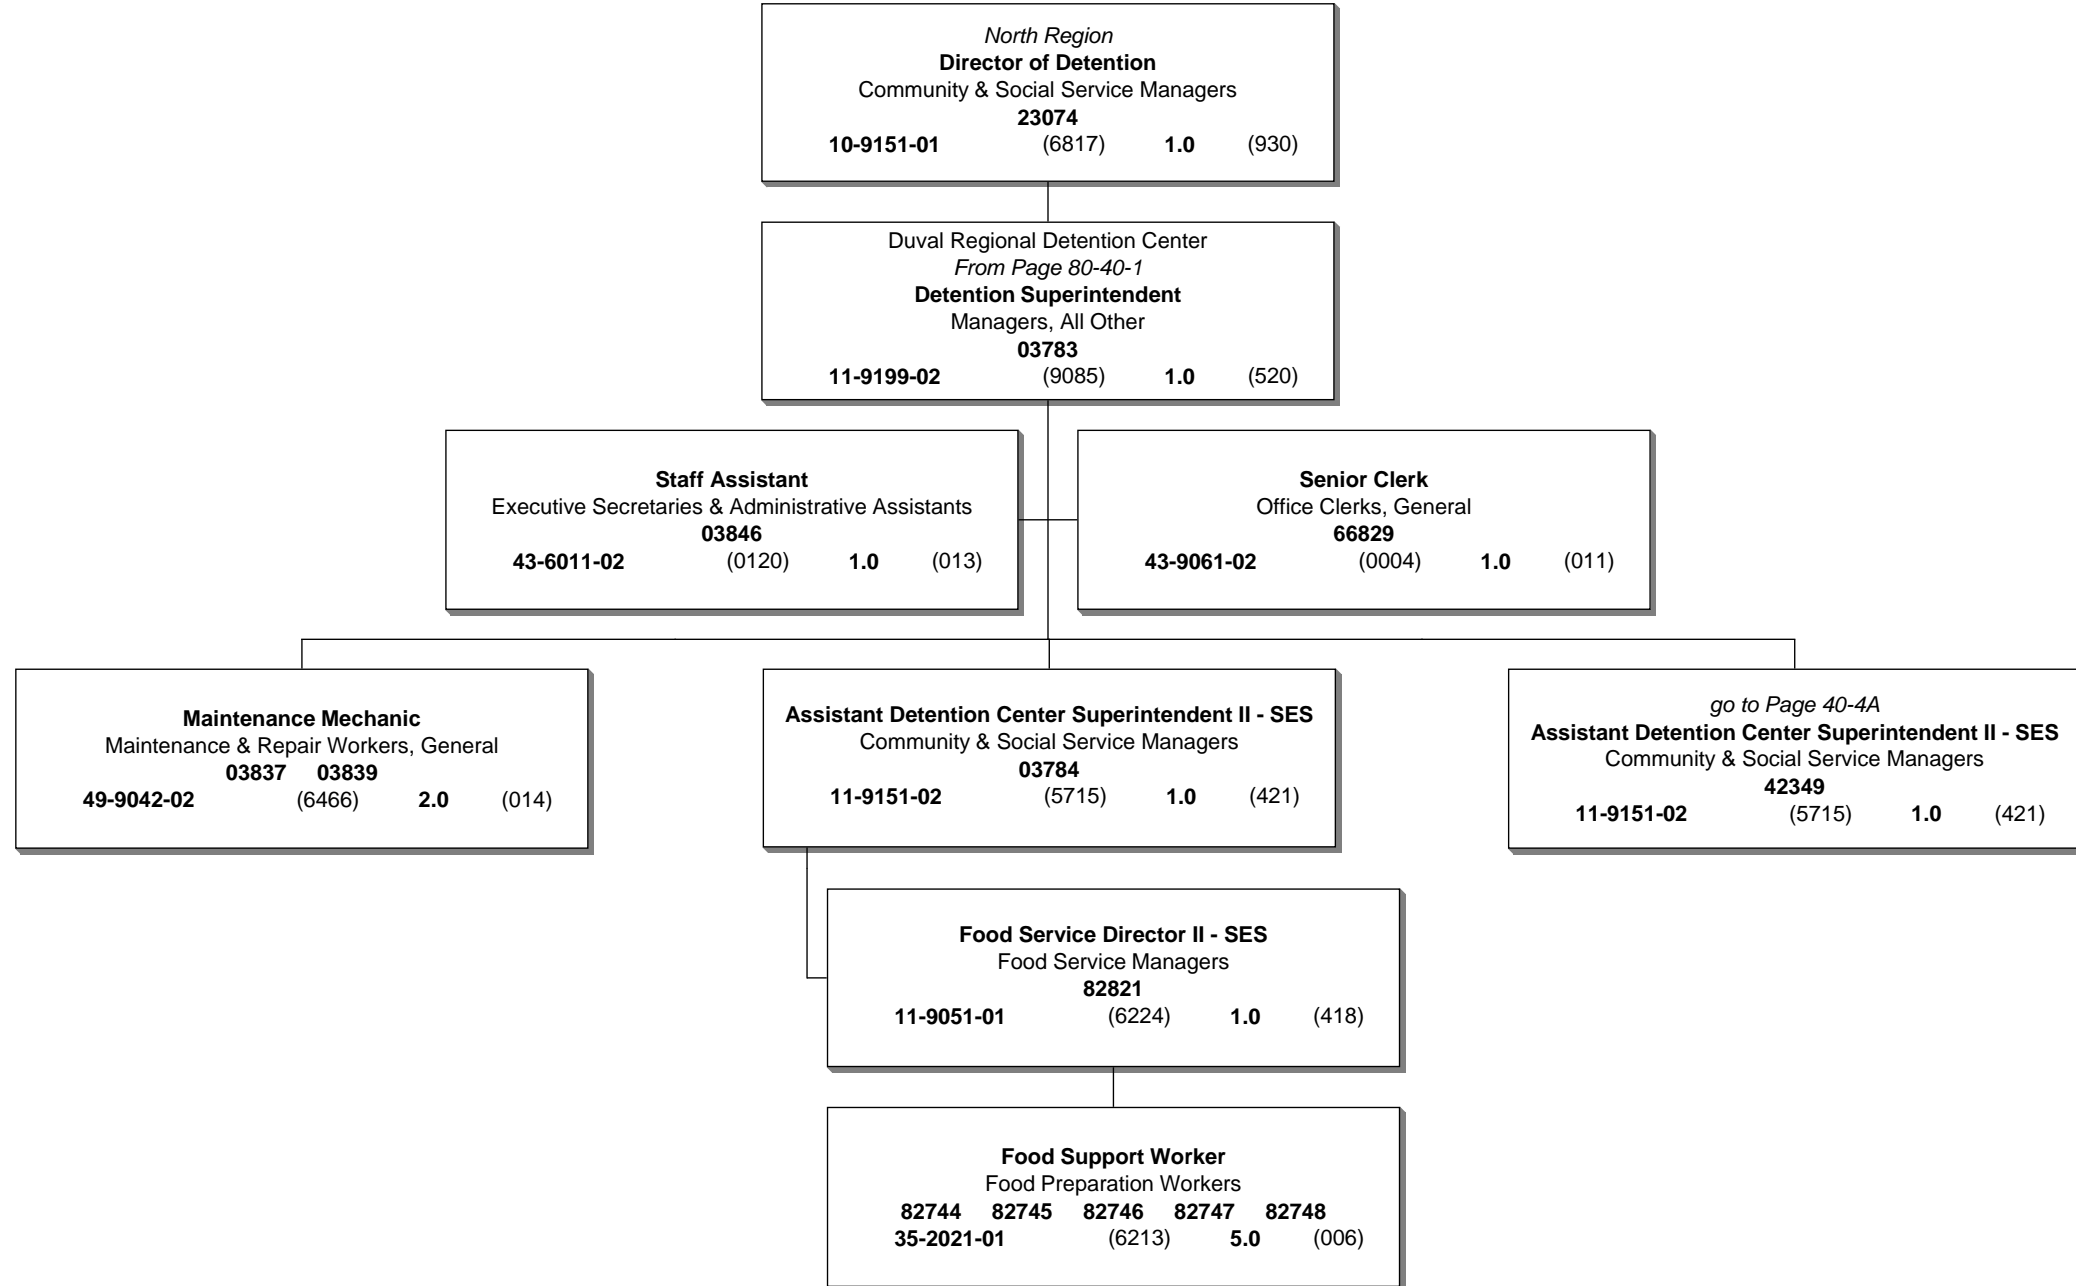 North Region
Director of Detention
Community & Social Service Managers
23074
10-9151-01 (6817) 1.0 (930)
Duval Regional Detention Center
From Page 80-40-1
Detention Superintendent
Managers, All Other
03783
11-9199-02 (9085) 1.0 (520)
Staff Assistant
Executive Secretaries & Administrative Assistants
03846
43-6011-02 (0120) 1.0 (013)
Senior Clerk
Office Clerks, General
66829
43-9061-02 (0004) 1.0 (011)
Maintenance Mechanic
Maintenance & Repair Workers, General
03837 03839
49-9042-02 (6466) 2.0 (014)
Assistant Detention Center Superintendent II - SES
Community & Social Service Managers
03784
11-9151-02 (5715) 1.0 (421)
go to Page 40-4A
Assistant Detention Center Superintendent II - SES
Community & Social Service Managers
42349
11-9151-02 (5715) 1.0 (421)
Food Service Director II - SES
Food Service Managers
82821
11-9051-01 (6224) 1.0 (418)
Food Support Worker
Food Preparation Workers
82744 82745 82746 82747 82748
35-2021-01 (6213) 5.0 (006)